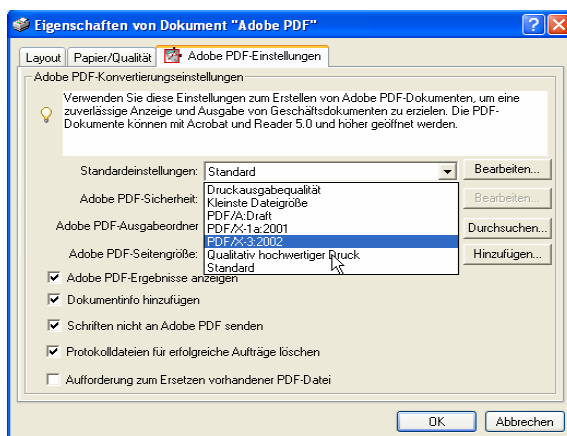 Eigenschaften von Dokument "Adobe PDF"
Layout Papier/Qualität Adobe PDF-Einstellungen
Adobe PDF-Konvertierungseinstellungen
Verwenden Sie diese Einstellungen zum Erstellen von Adobe PDF-Dokumenten, um eine
zuverlässige Anzeige und Ausgabe von Geschäftsdokumenten zu erzielen. Die PDF-
Dokumente können mit Acrobat und Reader 5.0 und höher geöffnet werden.
Standardeinstellungen: Standard Bearbeiten...
Druckausgabequalität
Adobe PDF-Sicherheit: Kleinste Dateigröße Bearbeiten...
PDF/A:Draft
Adobe PDF-Ausgabeordner PDF/X-1a:2001 Durchsuchen...
PDF/X-3:2002
Adobe PDF-Seitengröße: Qualitativ hochwertiger Druck Hinzufügen...
Standard
Adobe PDF-Ergebnisse anzeigen
Dokumentinfo hinzufügen
Schriften nicht an Adobe PDF senden
Protokolldateien für erfolgreiche Aufträge löschen
Aufforderung zum Ersetzen vorhandener PDF-Datei
OK Abbrechen